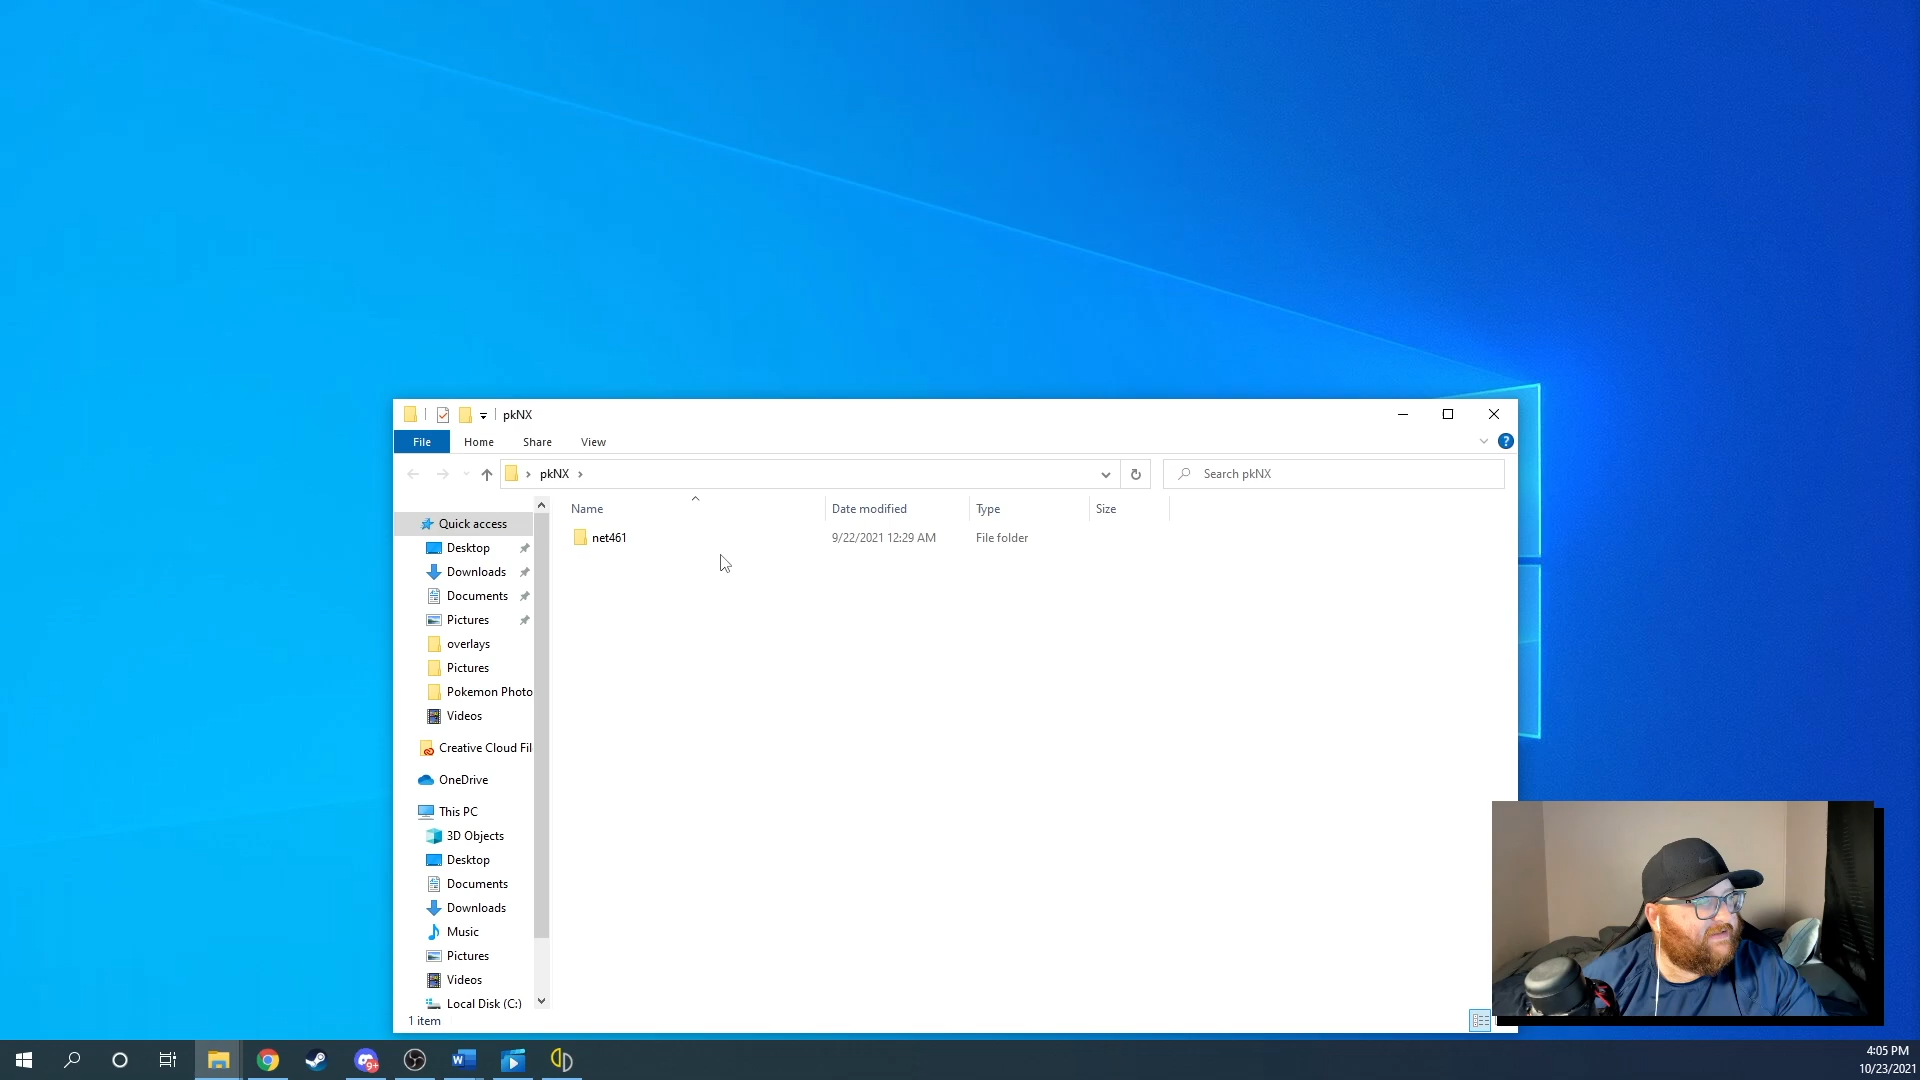 pkNX
File Home Share View
pkNX
Search pkNX
Name Date modified Type Size
net461 9/22/2021 12:29 AM File folder
Quick access
Desktop
Downloads
Documents
Pictures
overlays
Pictures
Pokemon Photo
Videos
Creative Cloud Fil
OneDrive
This PC
3D Objects
Desktop
Documents
Downloads
Music
Pictures
Videos
Local Disk (C:)
1 item
9+
W
4:05 PM
10/23/2021